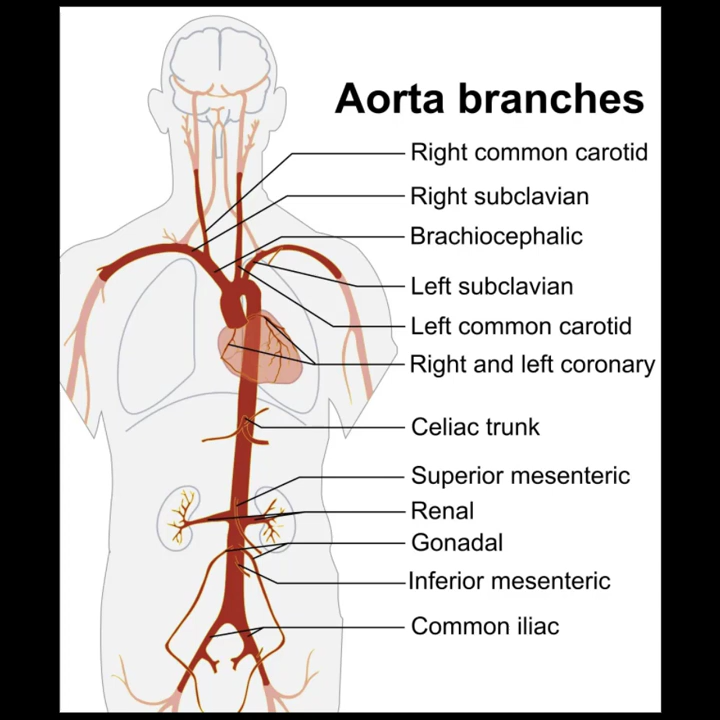 Aorta branches
Right common carotid
Right subclavian
Brachiocephalic
Left subclavian
Left common carotid
Right and left coronary
Celiac trunk
Superior mesenteric
Renal
Gonadal
Inferior mesenteric
Common iliac